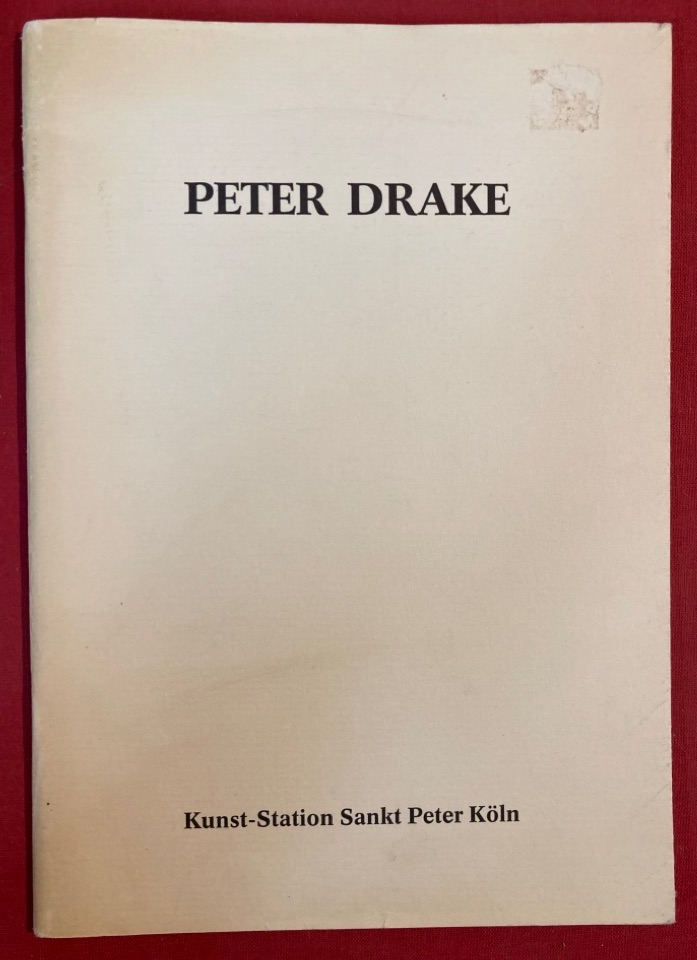 PETER DRAKE
Kunst-Station Sankt Peter Köln